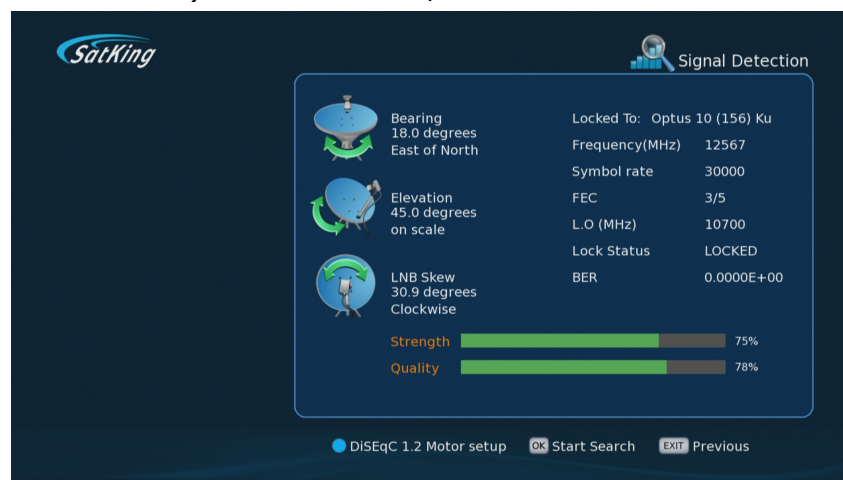 SatKing
Signal Detection
Bearing
18.0 degrees
East of North
Elevation
45.0 degrees
on scale
LNB Skew
30.9 degrees
Clockwise
Locked To: Optus 10 (156) Ku
Frequency(MHz) 12567
Symbol rate 30000
FEC 3/5
L.O (MHz) 10700
Lock Status LOCKED
BER 0.0000E+00
Strength 75%
Quality 78%
DiSEqC 1.2 Motor setup OK Start Search EXIT Previous